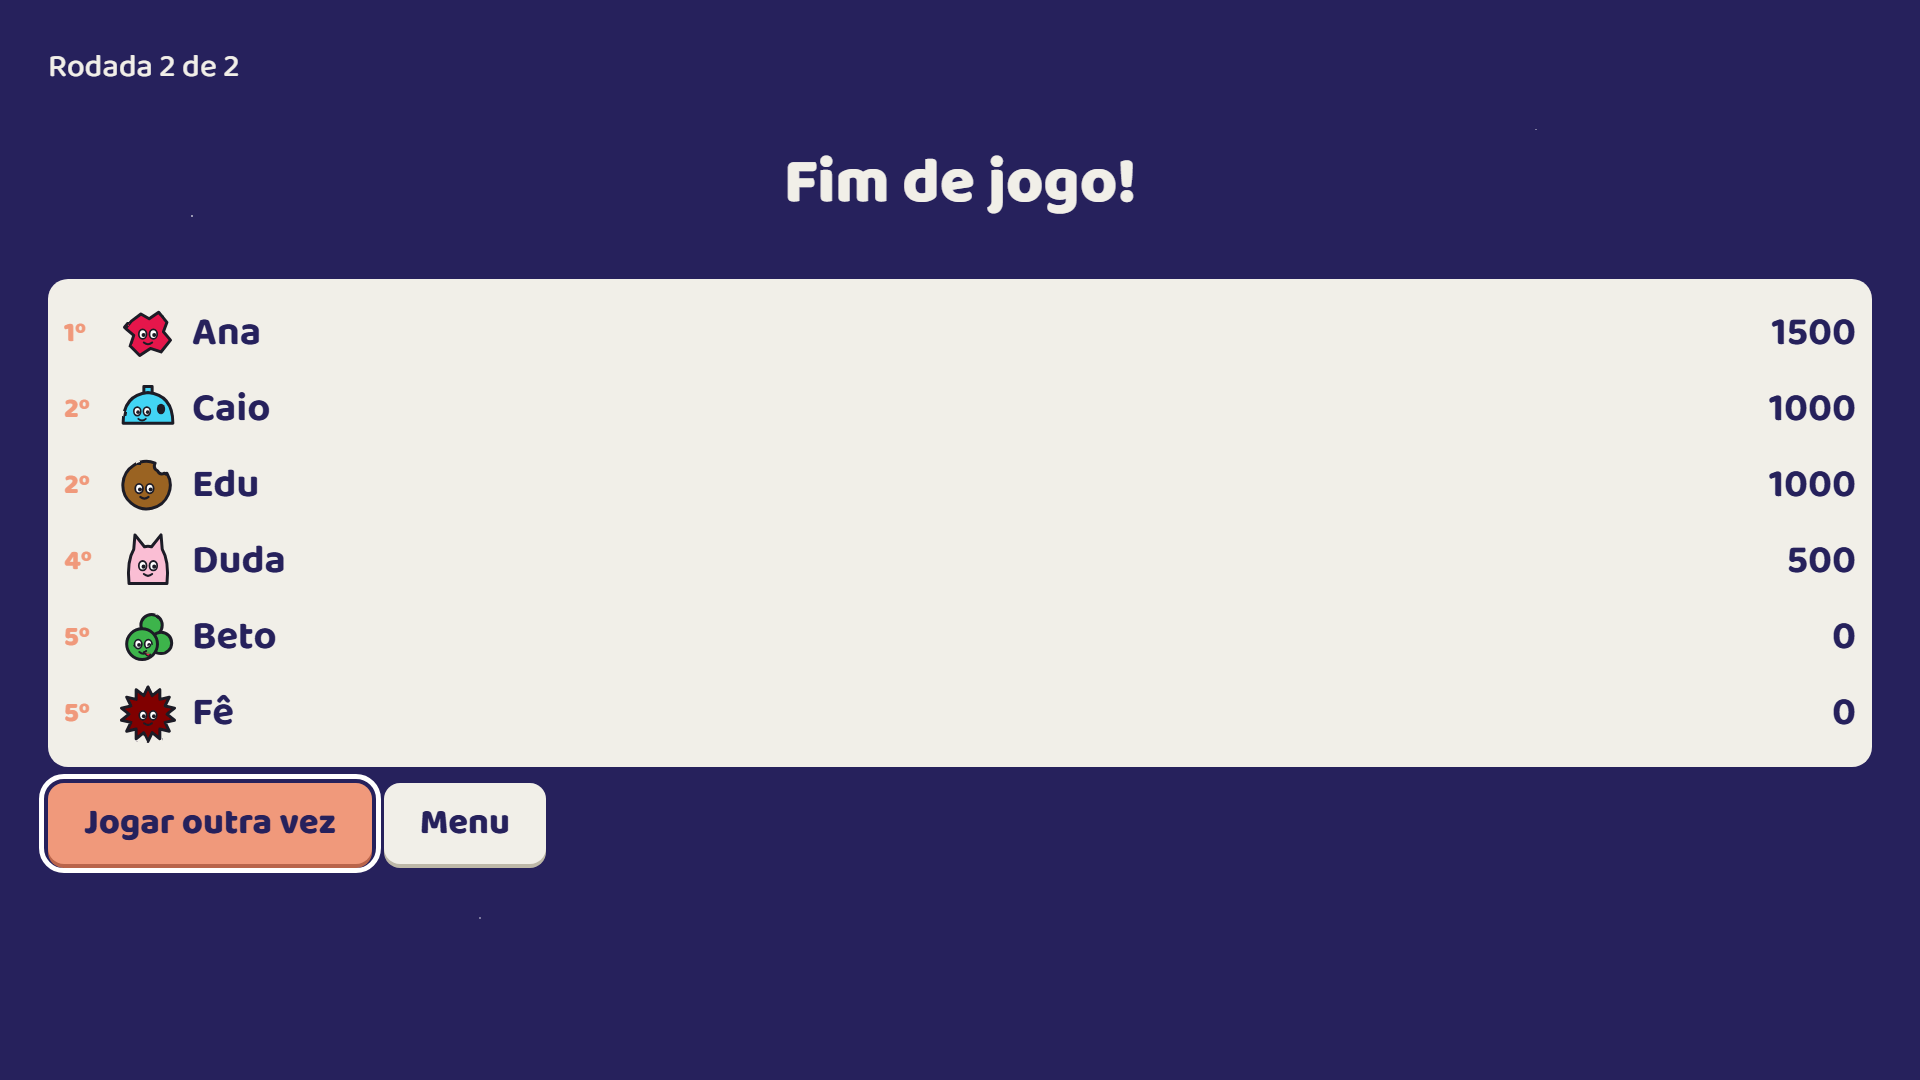 Rodada 2 de 2
Fim de jogo!
1º Ana 1500
2º Caio 1000
2º Edu 1000
4º Duda 500
5º Beto 0
5º Fê 0
Jogar outra vez Menu